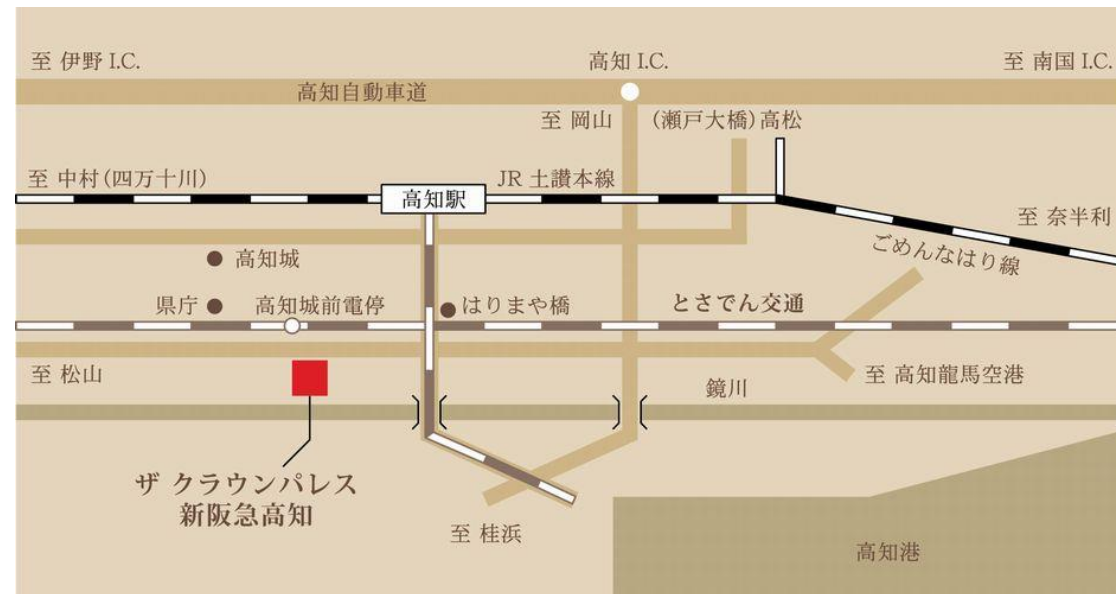 至 伊野 I.C.
高知 I.C.
至 南国 I.C.
高知自動車道
至 岡山
(瀬戸大橋)高松
至 中村(四万十川)
高知駅
JR 土讃本線
至 奈半利
ごめんなはり線
高知城
県庁
高知城前電停
はりまや橋
とさでん交通
至 松山
至 高知龍馬空港
鏡川
ザ クラウンパレス
新阪急高知
至 桂浜
高知港